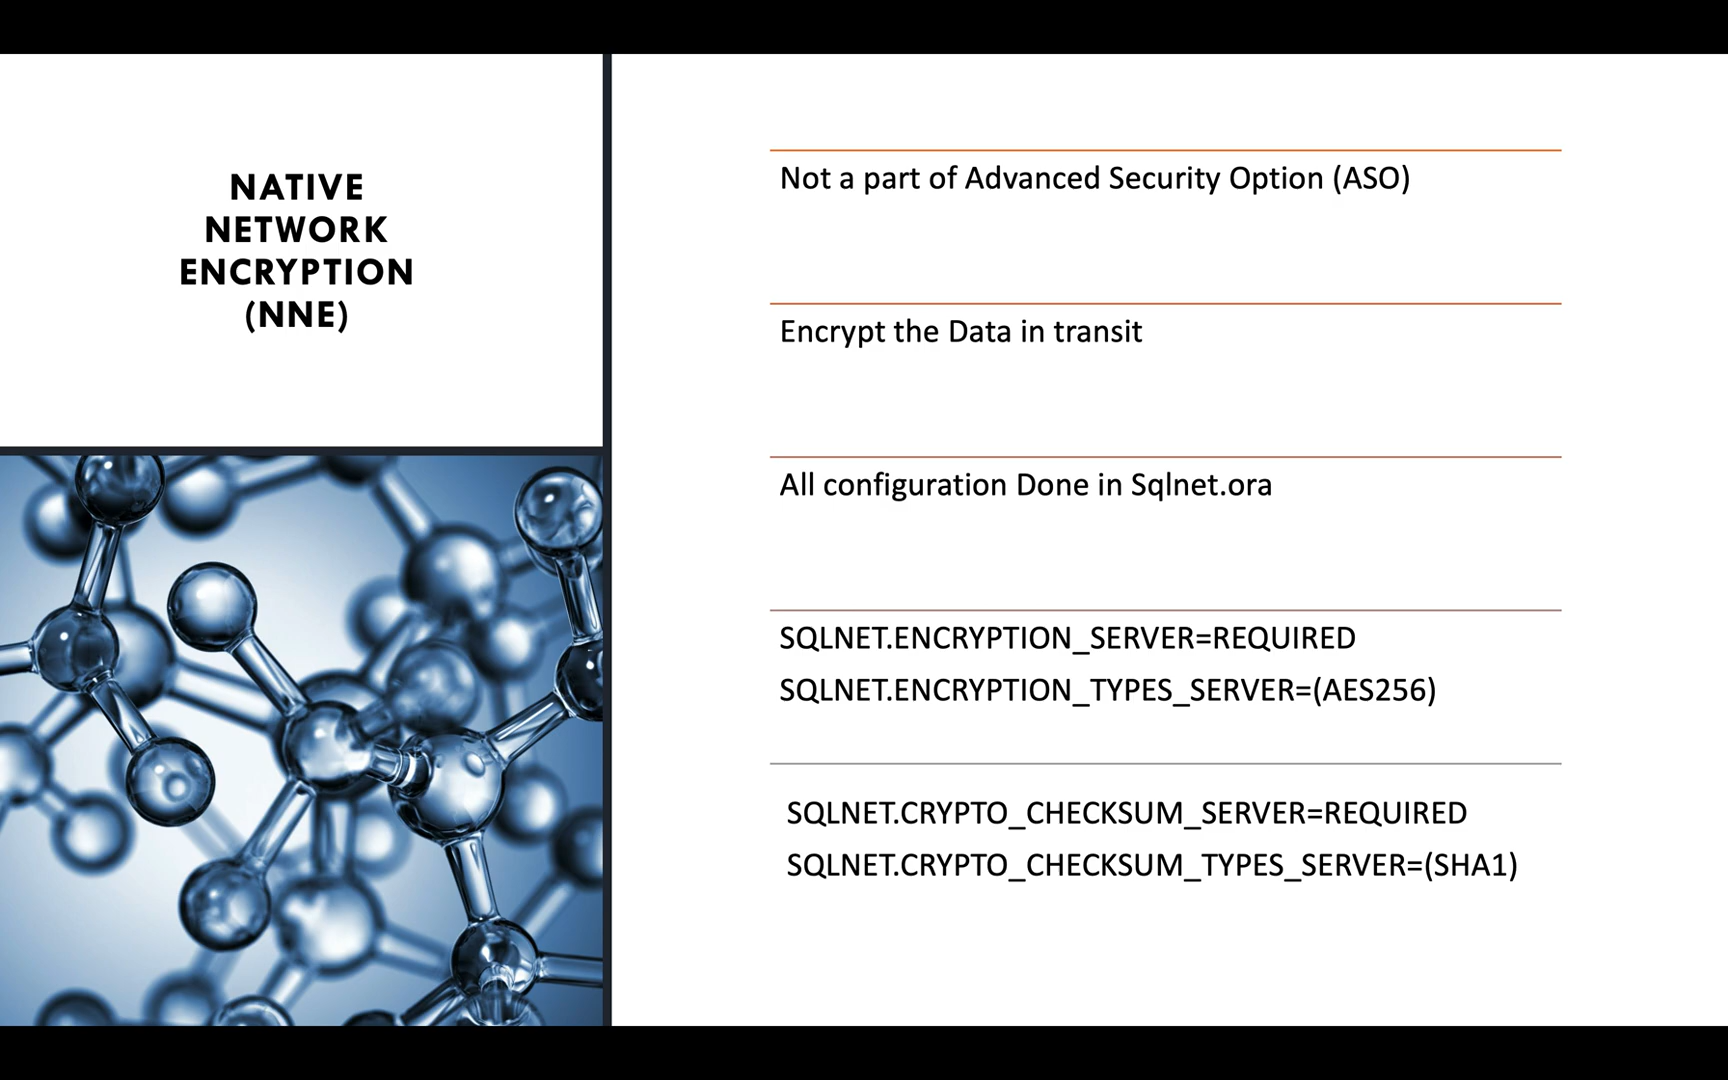 NATIVE
NETWORK
ENCRYPTION
(NNE)
Not a part of Advanced Security Option (ASO)
Encrypt the Data in transit
All configuration Done in Sqlnet.ora
SQLNET.ENCRYPTION_SERVER=REQUIRED
SQLNET.ENCRYPTION_TYPES_SERVER=(AES256)
SQLNET.CRYPTO_CHECKSUM_SERVER=REQUIRED
SQLNET.CRYPTO_CHECKSUM_TYPES_SERVER=(SHA1)